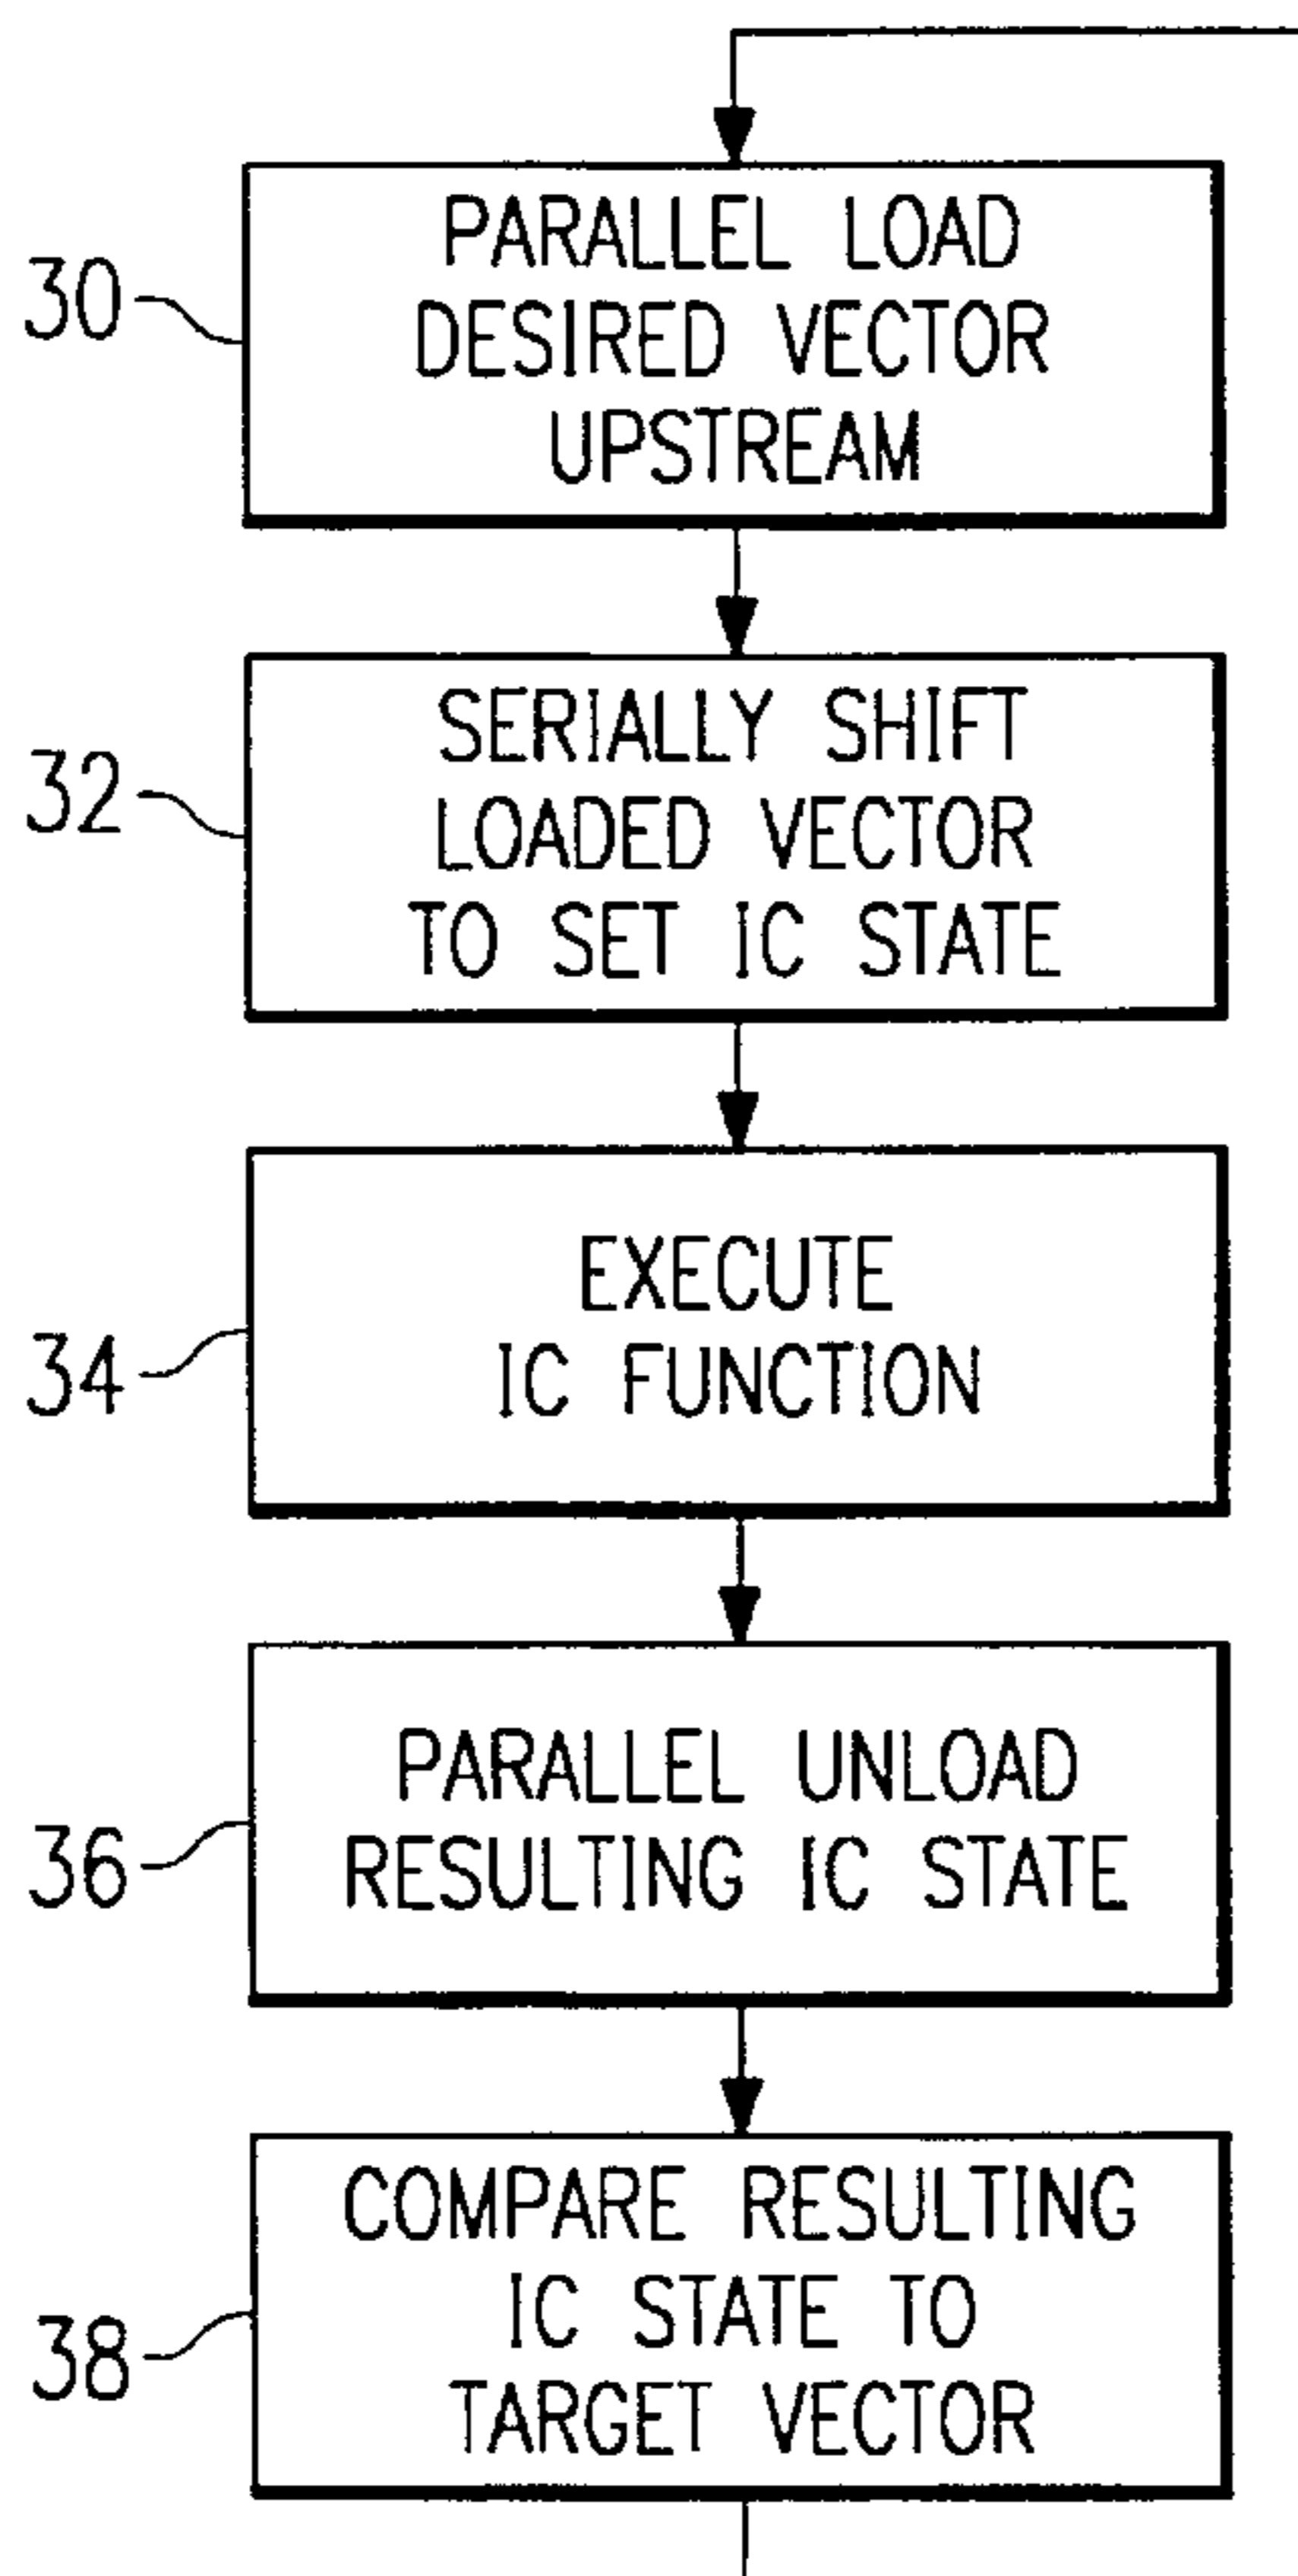 30
PARALLEL LOAD
DESIRED VECTOR
UPSTREAM
32
SERIALLY SHIFT
LOADED VECTOR
TO SET IC STATE
34
EXECUTE
IC FUNCTION
36
PARALLEL UNLOAD
RESULTING IC STATE
38
COMPARE RESULTING
IC STATE TO
TARGET VECTOR